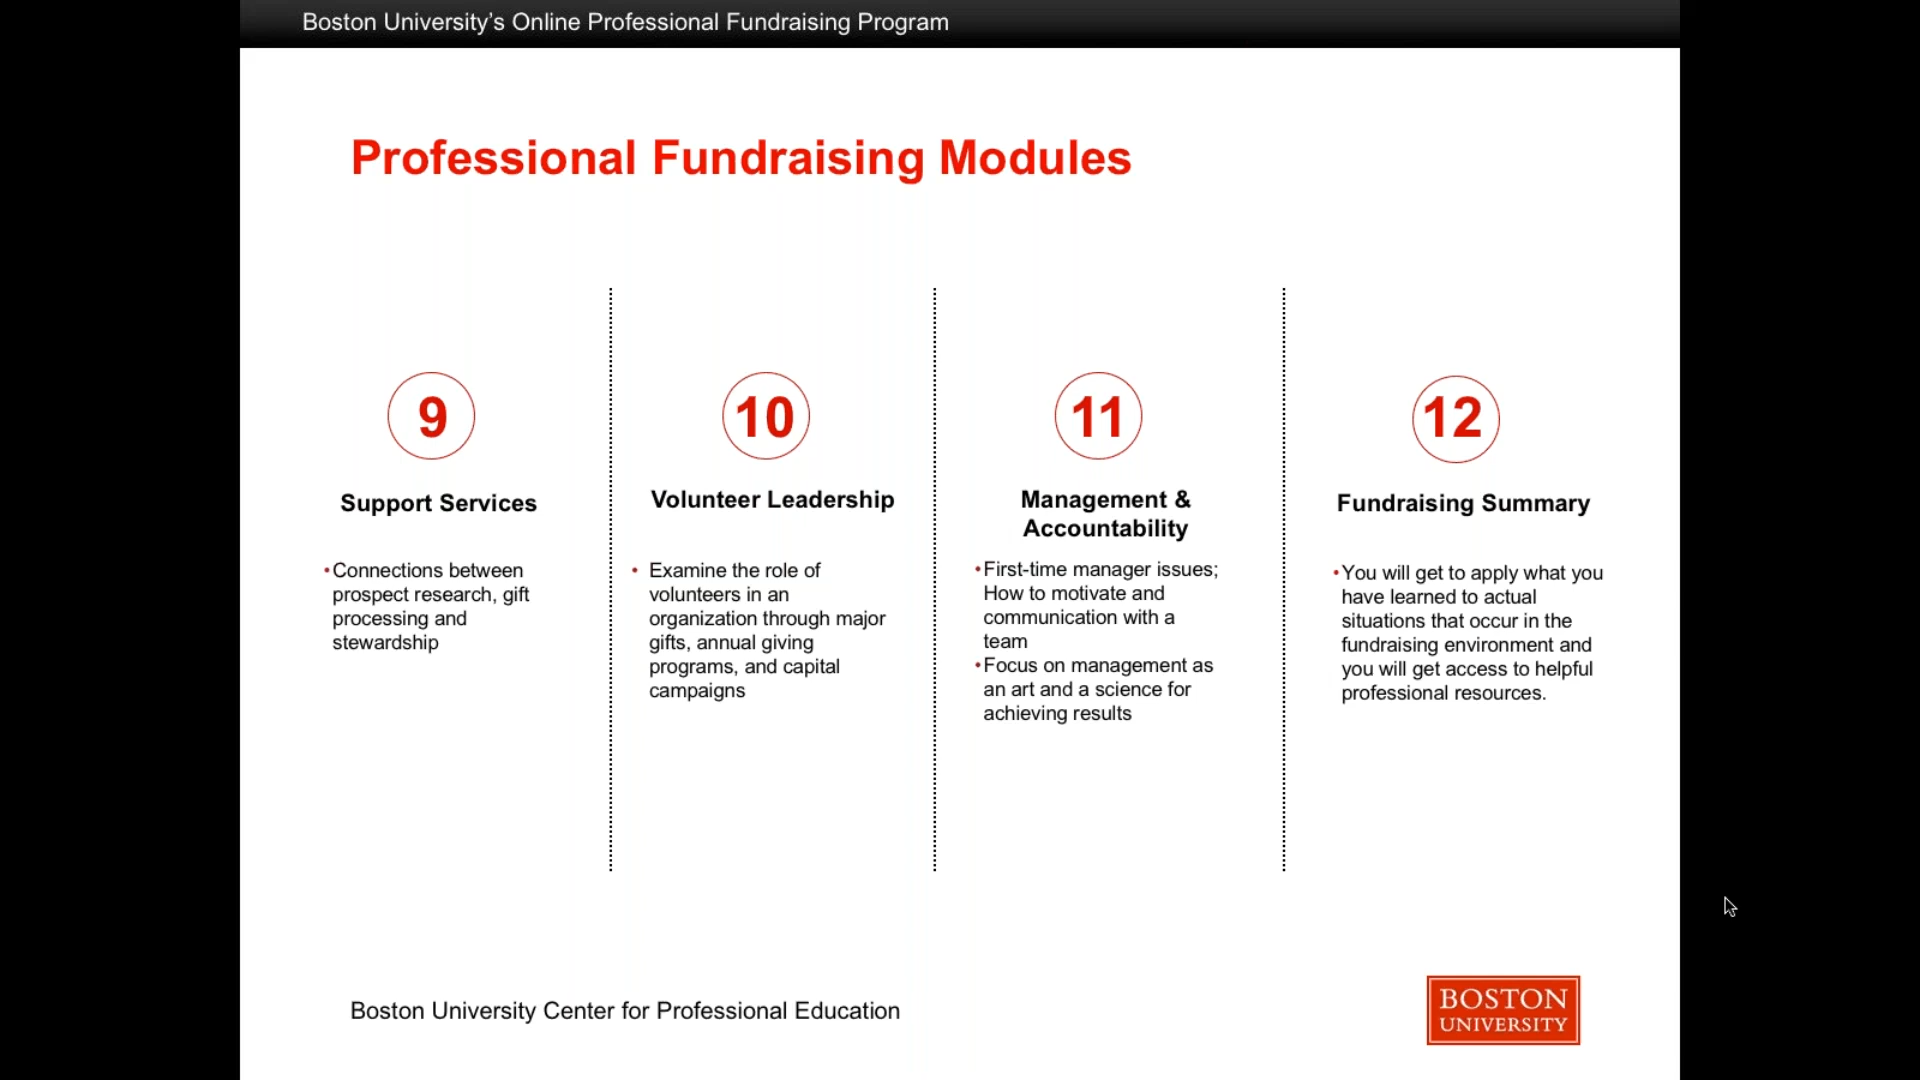 Boston University’s Online Professional Fundraising Program
Professional Fundraising Modules
9
Support Services
•Connections between
prospect research, gift
processing and
stewardship
10
Volunteer Leadership
• Examine the role of
volunteers in an
organization through major
gifts, annual giving
programs, and capital
campaigns
11
Management &
Accountability
•First-time manager issues;
How to motivate and
communication with a
team
•Focus on management as
an art and a science for
achieving results
12
Fundraising Summary
•You will get to apply what you
have learned to actual
situations that occur in the
fundraising environment and
you will get access to helpful
professional resources.
Boston University Center for Professional Education
BOSTON
UNIVERSITY